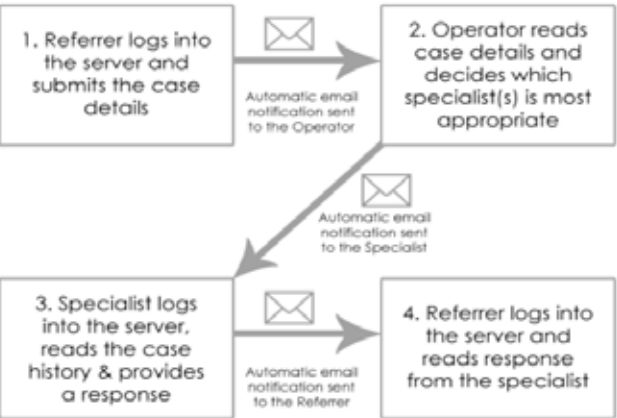 1. Referrer logs into
the server and
submits the case
details
Automatic email
notification sent
to the Operator
2. Operator reads
case details and
decides which
specialist(s) is most
appropriate
Automatic email
notification sent
to the Specialist
3. Specialist logs
into the server,
reads the case
history & provides
a response
Automatic email
notification sent
to the Referrer
4. Referrer logs into
the server and
reads response
from the specialist